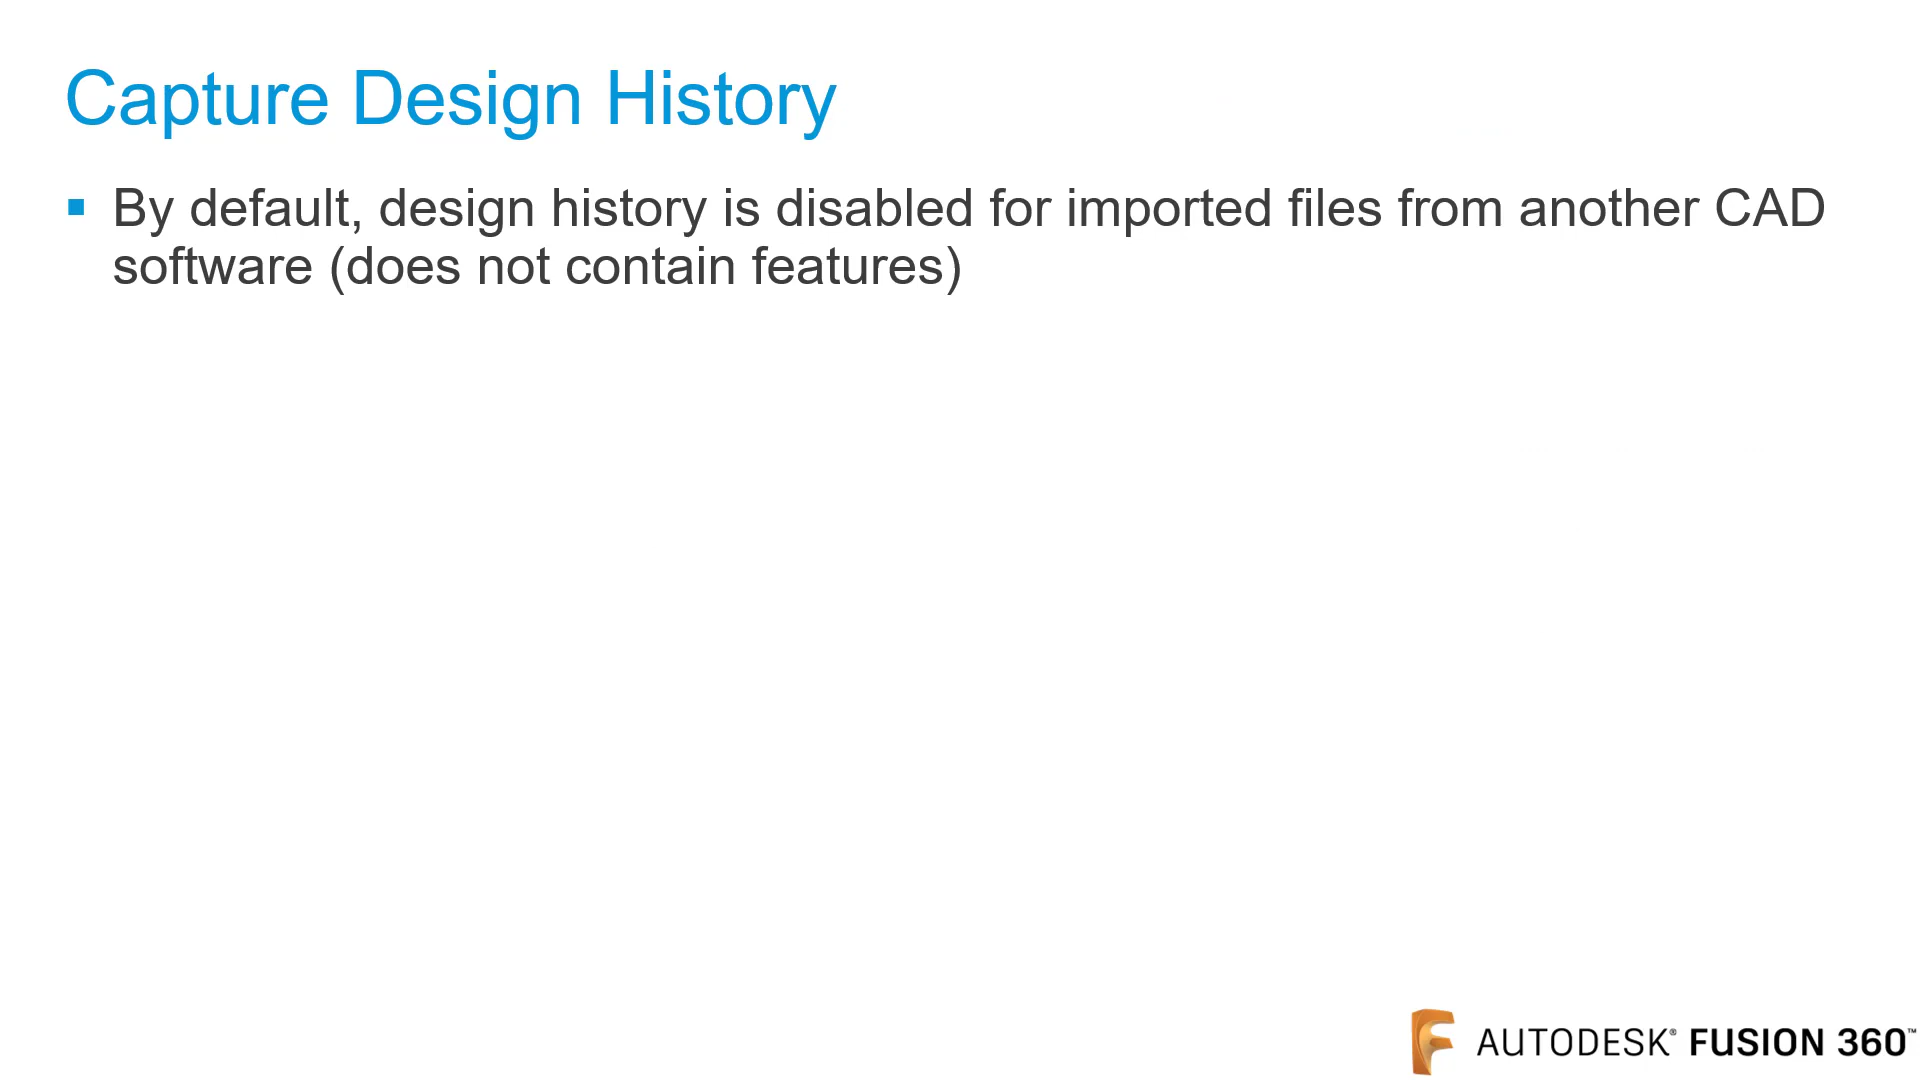 Capture Design History
▪ By default, design history is disabled for imported files from another CAD
software (does not contain features)
AUTODESK® FUSION 360™